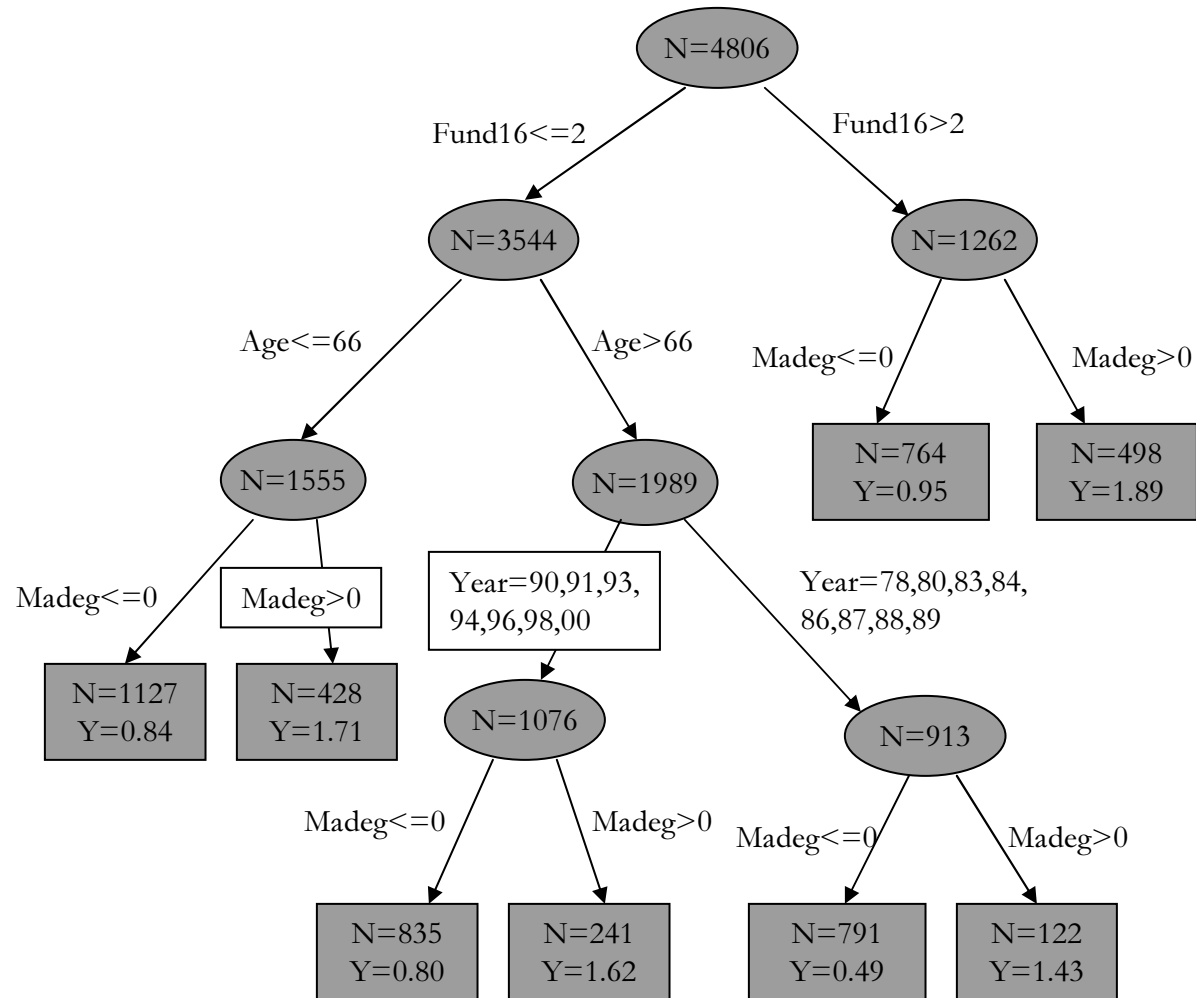 N=4806
Fund16<=2
Fund16>2
N=3544
N=1262
Age<=66
Age>66
Madeg<=0
Madeg>0
N=764
Y=0.95
N=498
Y=1.89
N=1555
N=1989
Madeg<=0
Madeg>0
Year=90,91,93,
94,96,98,00
Year=78,80,83,84,
86,87,88,89
N=1127
Y=0.84
N=428
Y=1.71
N=1076
N=913
Madeg<=0
Madeg>0
Madeg<=0
Madeg>0
N=835
Y=0.80
N=241
Y=1.62
N=791
Y=0.49
N=122
Y=1.43